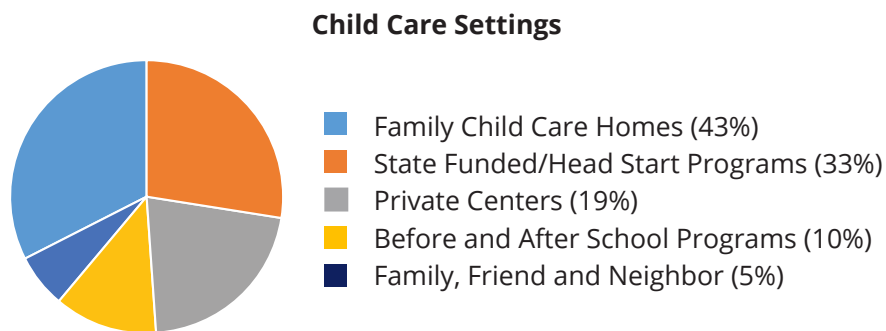 Child Care Settings
Family Child Care Homes (43%)
State Funded/Head Start Programs (33%)
Private Centers (19%)
Before and After School Programs (10%)
Family, Friend and Neighbor (5%)